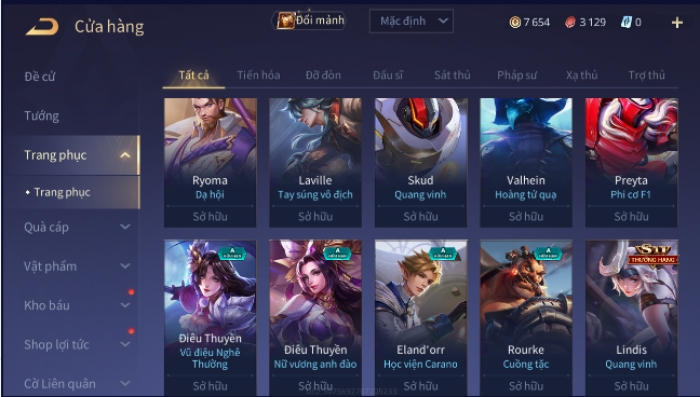 Cửa hàng
Đổi mảnh
Mặc định
7 654
3 129
0
Đề cử
Tướng
Trang phục
Trang phục
Quà cáp
Vật phẩm
Kho báu
Shop lợi tức
Cờ Liên quân
Tất cả Tiến hóa Đỡ đòn Đấu sĩ Sát thủ Pháp sư Xạ thủ Trợ thủ
Ryoma
Dạ hội
Sở hữu
Laville
Tay súng vô địch
Sở hữu
Skud
Quang vinh
Sở hữu
Valhein
Hoàng tử quạ
Sở hữu
Preyta
Phi cơ F1
Sở hữu
A
Điêu Thuyền
Vũ điệu Nghê
Thường
Sở hữu
A
Điêu Thuyền
Nữ vương anh đào
Sở hữu
A
Eland'orr
Học viện Carano
Sở hữu
A
Rourke
Cuồng tặc
Sở hữu
THƯỞNG HẠNG
Lindis
Quang vinh
Sở hữu